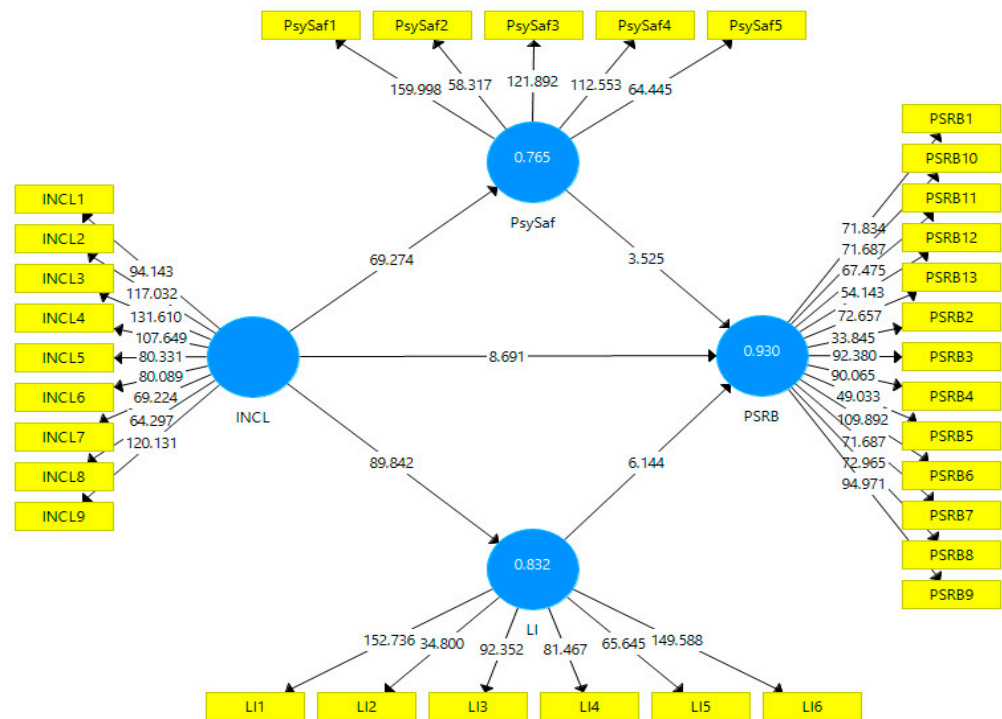 PsySaf1
PsySaf2
PsySaf3
PsySaf4
PsySaf5
159.998
58.317
121.892
112.553
64.445
0.765
PsySaf
INCL1
INCL2
INCL3
INCL4
INCL5
INCL6
INCL7
INCL8
INCL9
94.143
117.032
131.610
107.649
80.331
80.089
69.224
64.297
120.131
INCL
69.274
3.525
8.691
89.842
6.144
0.930
PSRB
71.834
71.687
67.475
54.143
72.657
33.845
92.380
90.065
49.033
109.892
71.687
72.965
94.971
PSRB1
PSRB10
PSRB11
PSRB12
PSRB13
PSRB2
PSRB3
PSRB4
PSRB5
PSRB6
PSRB7
PSRB8
PSRB9
0.832
LI
152.736
34.800
92.352
81.467
65.645
149.588
LI1
LI2
LI3
LI4
LI5
LI6